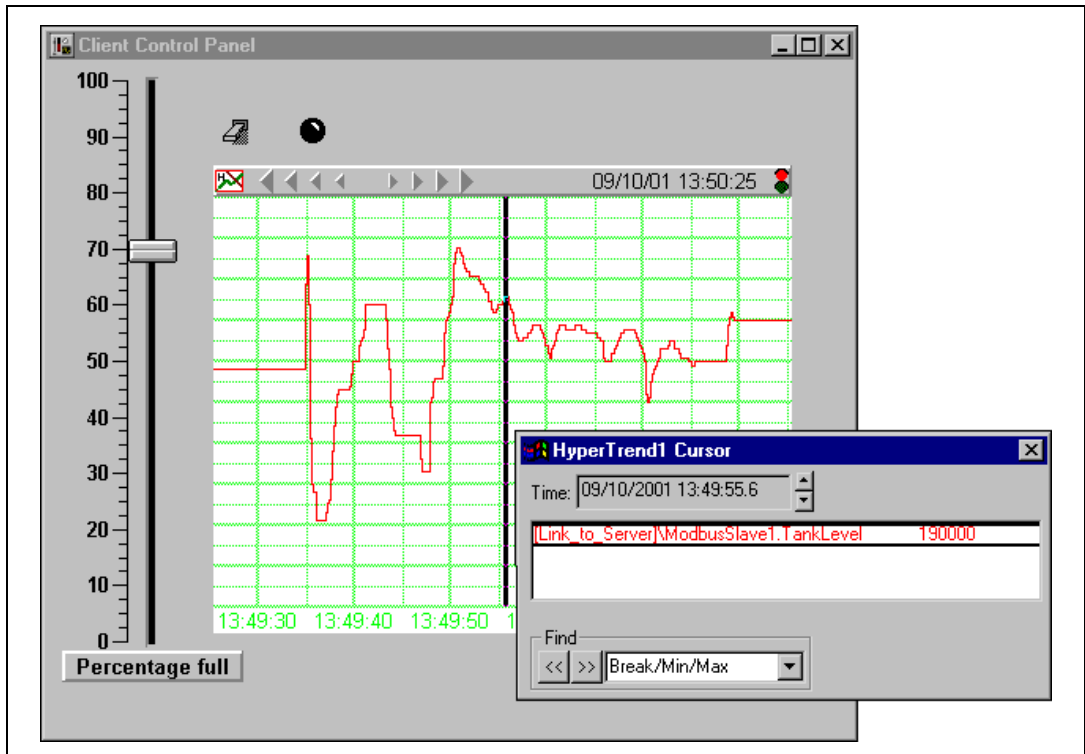 Client Control Panel
100
90
80
70
60
50
40
30
20
10
0
Percentage full
H
09/10/01 13:50:25
13:49:30 13:49:40 13:49:50 1
HyperTrend1 Cursor
Time: 09/10/2001 13:49:55.6
[Link_to_Server]\ModbusSlave1.TankLevel 190000
Find
<< >> Break/Min/Max